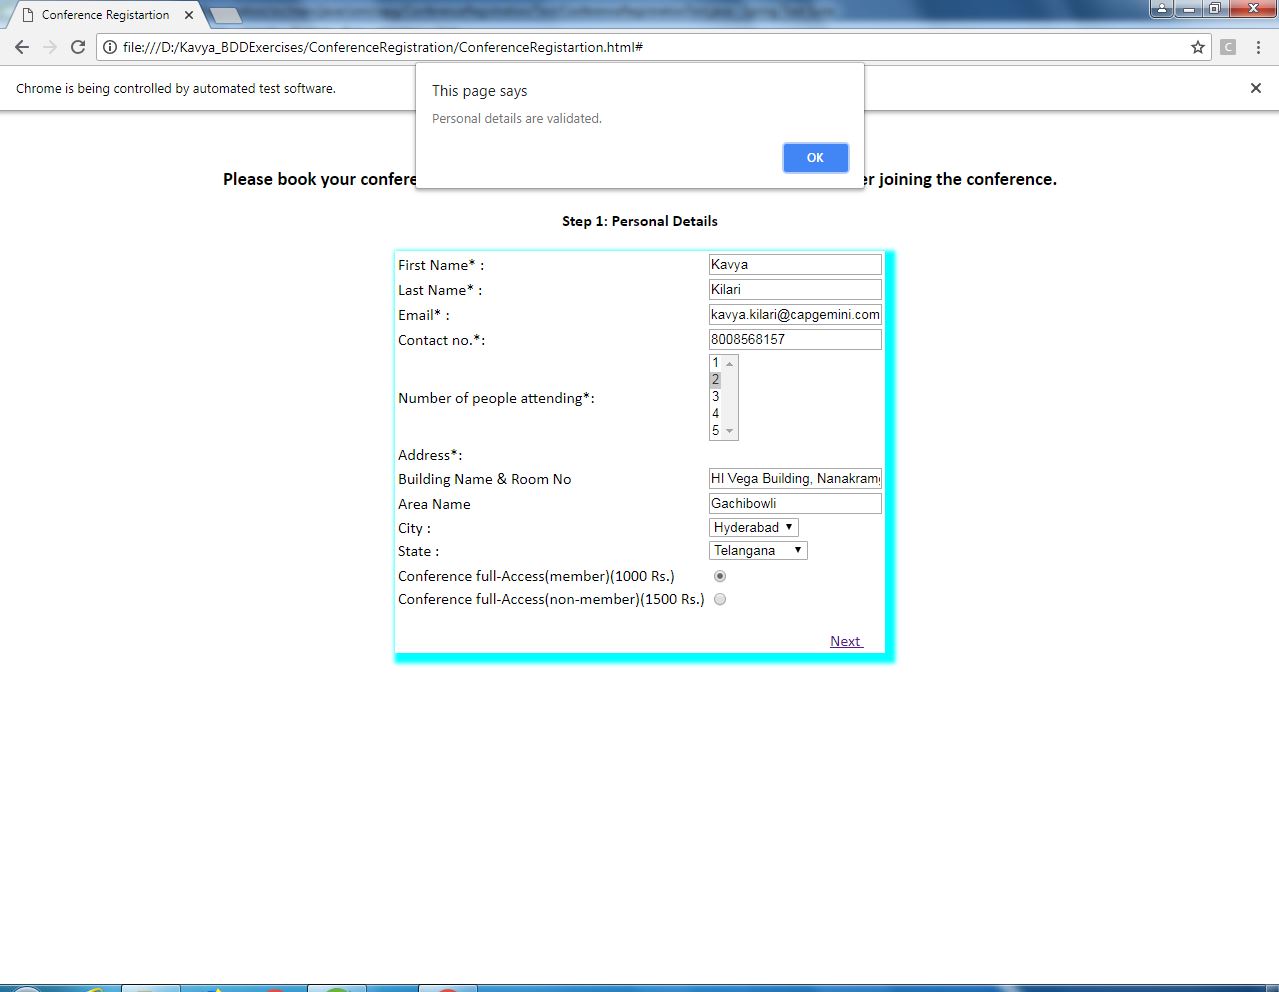 Conference Registartion
file:///D:/Kavya_BDDExercises/ConferenceRegistration/ConferenceRegistartion.html#
C
Chrome is being controlled by automated test software.
This page says
Personal details are validated.
OK
Please book your confere
er joining the conference.
Step 1: Personal Details
First Name* : Kavya
Last Name* : Kilari
Email* : kavya.kilari@capgemini.com
Contact no.*: 8008568157
1
2
Number of people attending*: 3
4
5
Address*:
Building Name & Room No HI Vega Building, Nanakramg
Area Name Gachibowli
City : Hyderabad
State : Telangana
Conference full-Access(member)(1000 Rs.)
Conference full-Access(non-member)(1500 Rs.)
Next